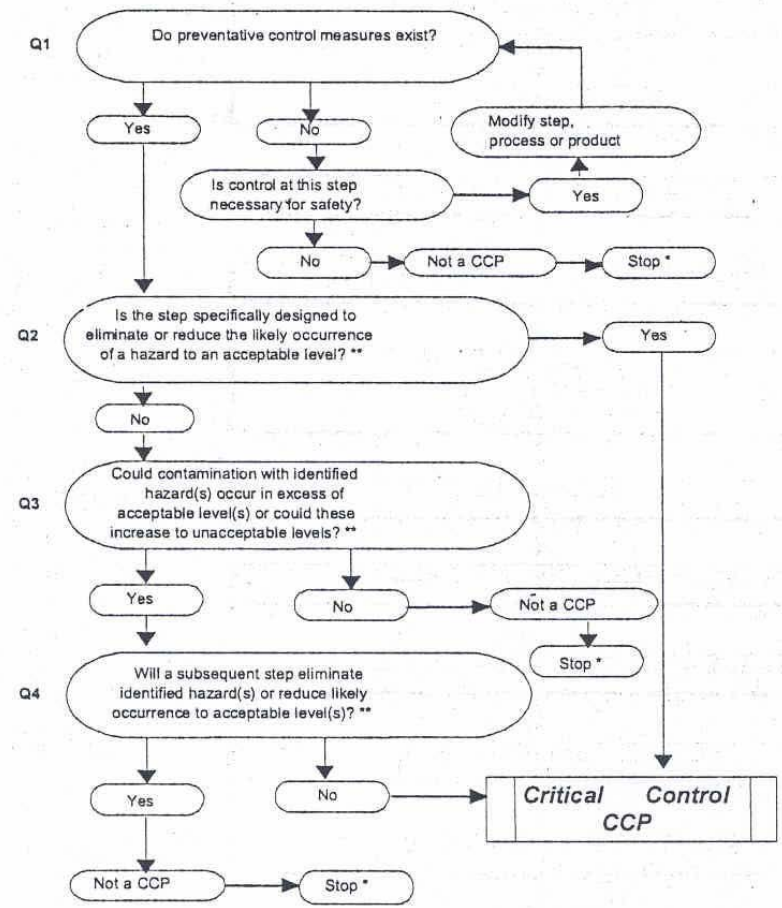 Q1
Do preventative control measures exist?
Yes
No
Modify step,
process or product
Is control at this step
necessary for safety?
Yes
No
Not a CCP
Stop *
Q2
Is the step specifically designed to
eliminate or reduce the likely occurrence
of a hazard to an acceptable level? **
Yes
No
Q3
Could contamination with identified
hazard(s) occur in excess of
acceptable level(s) or could these
increase to unacceptable levels? **
Yes
No
Not a CCP
Stop *
Q4
Will a subsequent step eliminate
identified hazard(s) or reduce likely
occurrence to acceptable level(s)? **
Yes
No
Critical Control
CCP
Not a CCP
Stop *